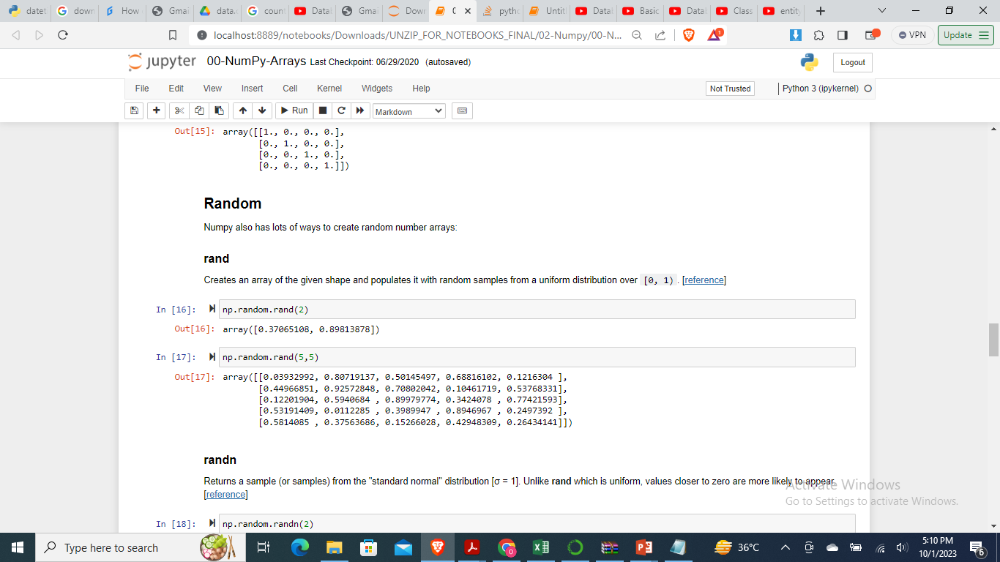 datet
down
How
Gmai
data.
coun
Datal
Gmai
Dow
pyth
Untit
Datal
Basic
Datal
Class
entity
localhost:8889/notebooks/Downloads/UNZIP_FOR_NOTEBOOKS_FINAL/02-Numpy/00-N...
1
VPN
Update
jupyter 00-NumPy-Arrays Last Checkpoint: 06/29/2020 (autosaved)
Logout
File Edit View Insert Cell Kernel Widgets Help
Not Trusted
Python 3 (ipykernel)
Run
Markdown
Out[15]: array([[1., 0., 0., 0.],
[0., 1., 0., 0.],
[0., 0., 1., 0.],
[0., 0., 0., 1.]])
Random
Numpy also has lots of ways to create random number arrays:
rand
Creates an array of the given shape and populates it with random samples from a uniform distribution over [0, 1) . [reference]
In [16]: np.random.rand(2)
Out[16]: array([0.37065108, 0.89813878])
In [17]: np.random.rand(5,5)
Out[17]: array([[0.03932992, 0.80719137, 0.50145497, 0.68816102, 0.1216304 ],
[0.44966851, 0.92572848, 0.70802042, 0.10461719, 0.53768331],
[0.12201904, 0.5940684 , 0.89979774, 0.3424078 , 0.77421593],
[0.53191409, 0.0112285 , 0.3989947 , 0.8946967 , 0.2497392 ],
[0.5814085 , 0.37563686, 0.15266028, 0.42948309, 0.26434141]])
randn
Returns a sample (or samples) from the "standard normal" distribution [σ = 1]. Unlike rand which is uniform, values closer to zero are more likely to appear.
[reference]
Activate Windows
Go to Settings to activate Windows.
In [18]: np.random.randn(2)
Type here to search
36°C
5:10 PM
10/1/2023
6